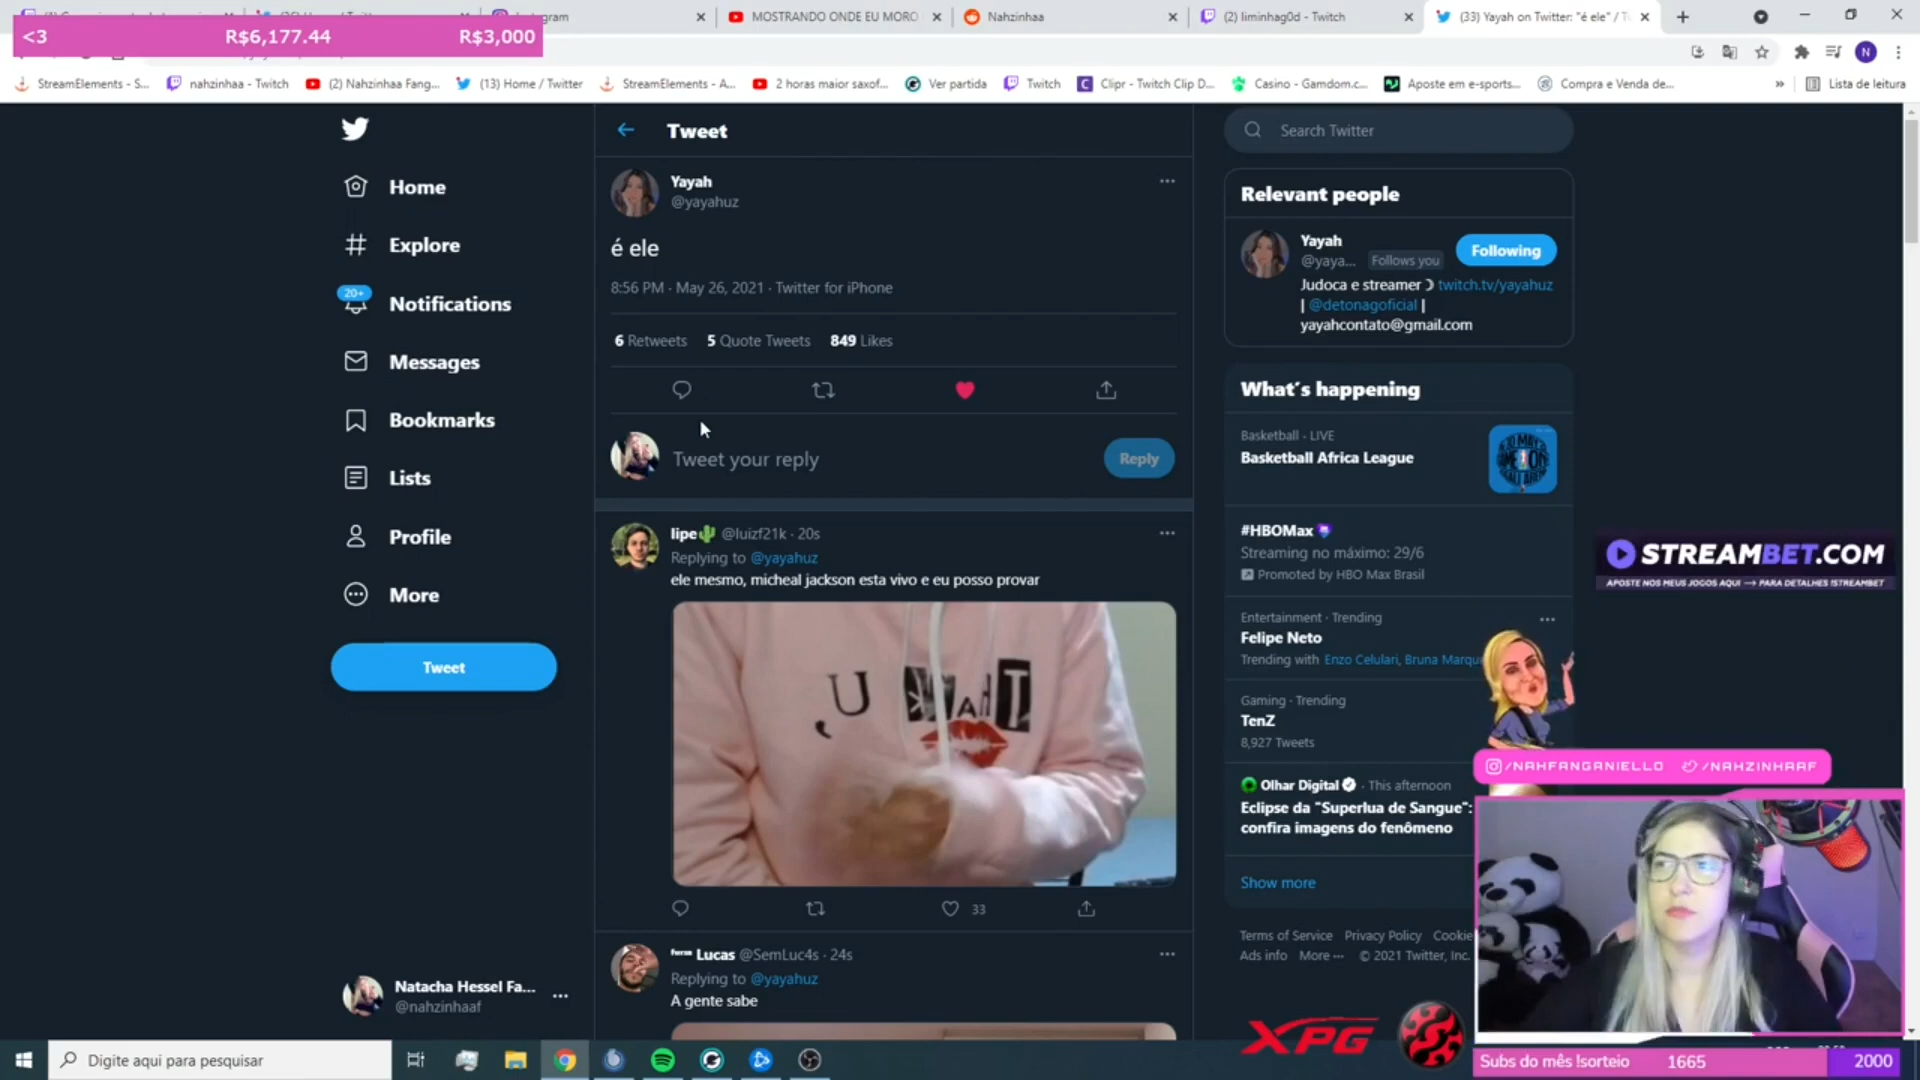 Instagram
MOSTRANDO ONDE EU MORO
Nahzinhaa
(2) liminhag0d - Twitch
(33) Yayah on Twitter: "é ele" / T
<3 R$6,177.44 R$3,000
StreamElements - S...
nahzinhaa - Twitch
(2) Nahzinhaa Fang...
(13) Home / Twitter
StreamElements - A...
2 horas maior saxof...
Ver partida
Twitch
Clipr - Twitch Clip D...
Casino - Gamdom.c...
Aposte em e-sports...
Compra e Venda de...
»
Lista de leitura
N
Home
Explore
20+
Notifications
Messages
Bookmarks
Lists
Profile
More
Tweet
Natacha Hessel Fa...
@nahzinhaaf
Tweet
Yayah
@yayahuz
é ele
8:56 PM · May 26, 2021 · Twitter for iPhone
6 Retweets 5 Quote Tweets 849 Likes
Tweet your reply
Reply
lipe🌵 @luizf21k · 20s
Replying to @yayahuz
ele mesmo, micheal jackson esta vivo e eu posso provar
33
Lucas @SemLuc4s · 24s
Replying to @yayahuz
A gente sabe
Search Twitter
Relevant people
Yayah
@yaya... Follows you
Following
Judoca e streamer☽ twitch.tv/yayahuz
| @detonagoficial |
yayahcontato@gmail.com
What's happening
Basketball · LIVE
Basketball Africa League
#HBOMax
Streaming no máximo: 29/6
Promoted by HBO Max Brasil
Entertainment · Trending
Felipe Neto
Trending with Enzo Celulari, Bruna Marqu
Gaming · Trending
TenZ
8,927 Tweets
Olhar Digital · This afternoon
Eclipse da "Superlua de Sangue":
confira imagens do fenômeno
Show more
Terms of Service Privacy Policy Cookie
Ads info More ··· © 2021 Twitter, Inc.
STREAMBET.COM
APOSTE NOS MEUS JOGOS AQUI —> PARA DETALHES !STREAMBET
/NAHFANGANIELLO /NAHZINHAAF
XPG
Subs do mês !sorteio 1665 2000
Digite aqui para pesquisar